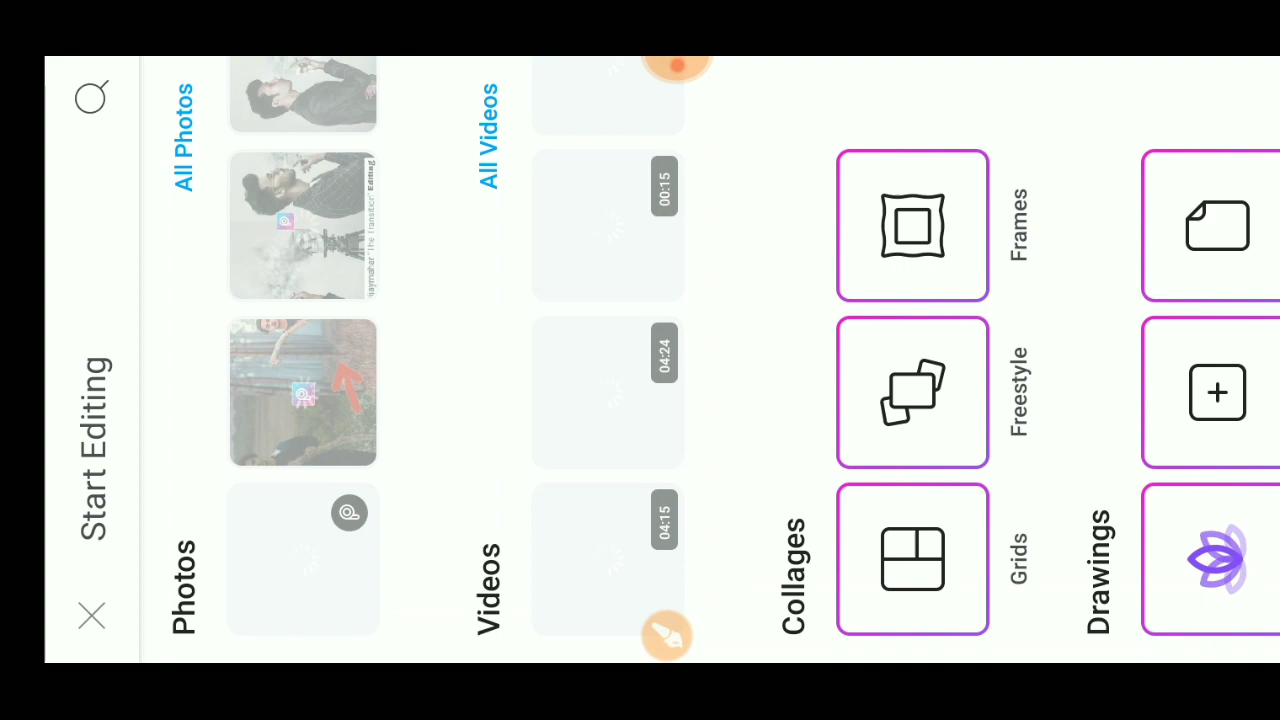 Start Editing
Photos
All Photos
Editing
Videos
All Videos
04:15
04:24
00:15
Collages
Grids
Freestyle
Frames
Drawings